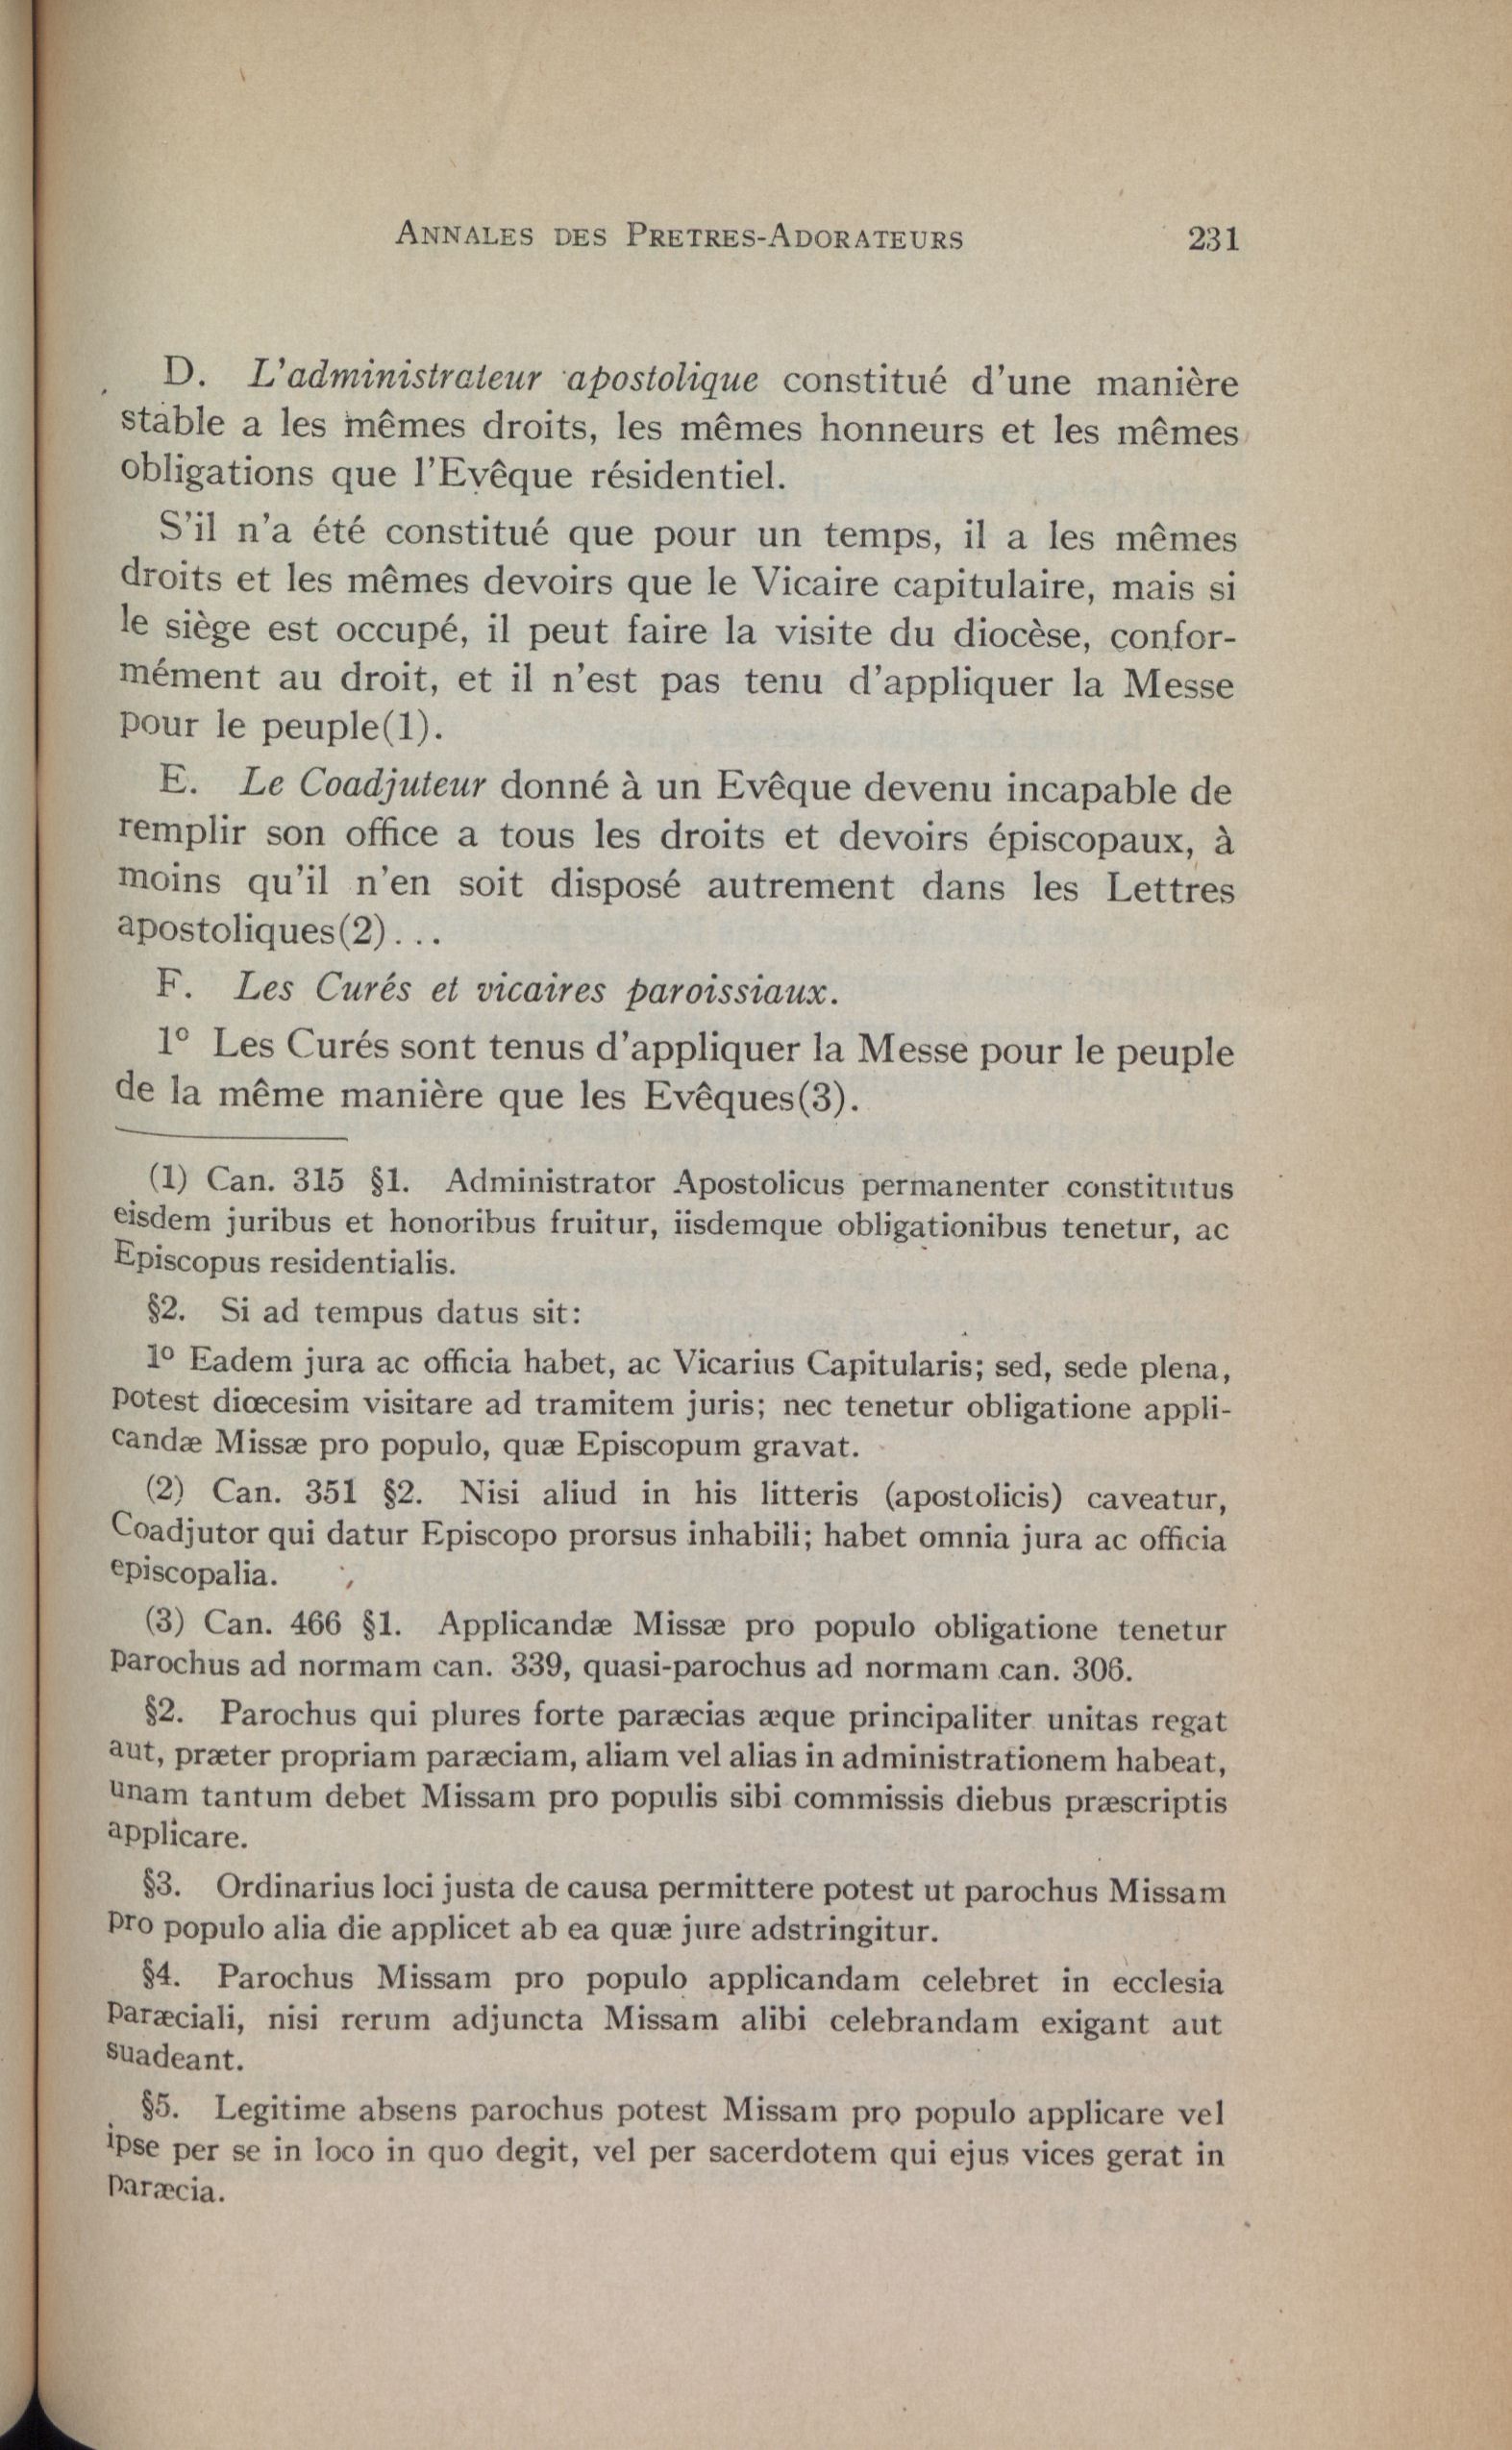 ANNALES DES PRETRES-ADORATEURS 231
D. L'administrateur apostolique constitué d'une manière
stable a les mêmes droits, les mêmes honneurs et les mêmes
obligations que l'Evêque résidentiel.
S'il n'a été constitué que pour un temps, il a les mêmes
droits et les mêmes devoirs que le Vicaire capitulaire, mais si
le siège est occupé, il peut faire la visite du diocèse, confor-
mément au droit, et il n'est pas tenu d'appliquer la Messe
pour le peuple(1).
E. Le Coadjuteur donné à un Evêque devenu incapable de
remplir son office a tous les droits et devoirs épiscopaux, à
moins qu'il n'en soit disposé autrement dans les Lettres
apostoliques(2)...
F. Les Curés et vicaires paroissiaux.
1º Les Curés sont tenus d'appliquer la Messe pour le peuple
de la même manière que les Evêques(3).
(1) Can. 315 §1. Administrator Apostolicus permanenter constitutus
eisdem juribus et honoribus fruitur, iisdemque obligationibus tenetur, ac
Episcopus residentialis.
§2. Si ad tempus datus sit:
1º Eadem jura ac officia habet, ac Vicarius Capitularis; sed, sede plena,
potest diœcesim visitare ad tramitem juris; nec tenetur obligatione appli-
candæ Missæ pro populo, quæ Episcopum gravat.
(2) Can. 351 §2. Nisi aliud in his litteris (apostolicis) caveatur,
Coadjutor qui datur Episcopo prorsus inhabili; habet omnia jura ac officia
episcopalia.
(3) Can. 466 §1. Applicandæ Missæ pro populo obligatione tenetur
parochus ad normam can. 339, quasi-parochus ad normam can. 306.
§2. Parochus qui plures forte paræcias æque principaliter unitas regat
aut, præter propriam paræciam, aliam vel alias in administrationem habeat,
unam tantum debet Missam pro populis sibi commissis diebus præscriptis
applicare.
§3. Ordinarius loci justa de causa permittere potest ut parochus Missam
pro populo alia die applicet ab ea quæ jure adstringitur.
§4. Parochus Missam pro populo applicandam celebret in ecclesia
paræciali, nisi rerum adjuncta Missam alibi celebrandam exigant aut
suadeant.
§5. Legitime absens parochus potest Missam pro populo applicare vel
ipse per se in loco in quo degit, vel per sacerdotem qui ejus vices gerat in
paræcia.